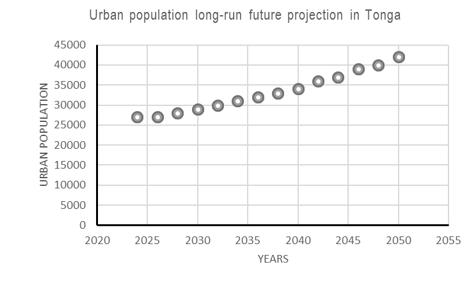 Urban population long-run future projection in Tonga
45000
40000
35000
30000
25000
20000
15000
10000
5000
0
URBAN POPULATION
2020 2025 2030 2035 2040 2045 2050 2055
YEARS